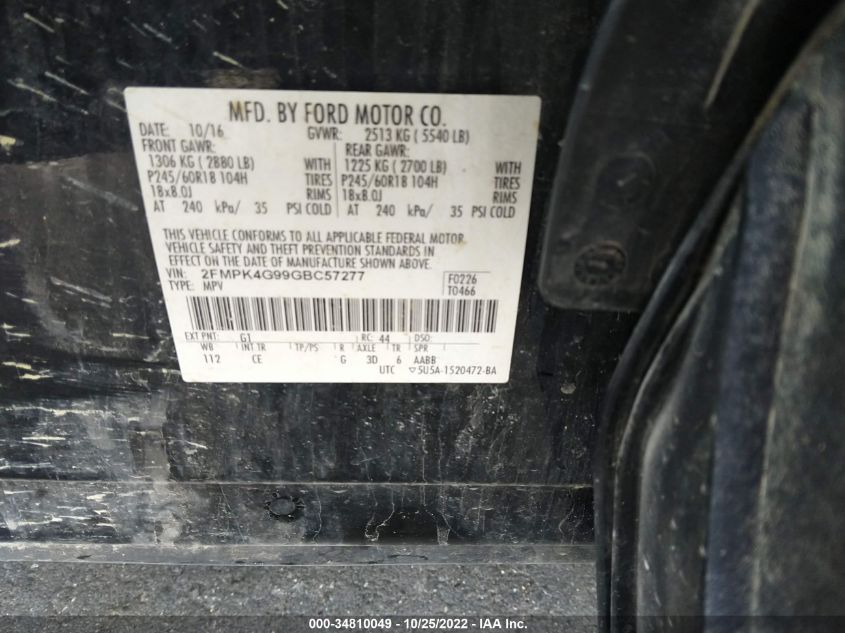 MFD. BY FORD MOTOR CO.
DATE: 10/16 GVWR: 2513 KG ( 5540 LB)
FRONT GAWR: REAR GAWR:
1306 KG ( 2880 LB) WITH 1225 KG ( 2700 LB) WITH
P245/60R18 104H TIRES P245/60R18 104H TIRES
18x8.0J RIMS 18x8.0J RIMS
AT 240 kPa/ 35 PSI COLD AT 240 kPa/ 35 PSI COLD
THIS VEHICLE CONFORMS TO ALL APPLICABLE FEDERAL MOTOR
VEHICLE SAFETY AND THEFT PREVENTION STANDARDS IN
EFFECT ON THE DATE OF MANUFACTURE SHOWN ABOVE.
VIN: 2FMPK4G99GBC57277 F0226
TYPE: MPV T0466
EXT PNT: G1 RC: 44 DSO:
WB INT TR TP/PS R AXLE TR SPR
112 CE G 3D 6 AABB
UTC ▽5U5A-1520472-BA
000-34810049 - 10/25/2022 - IAA Inc.